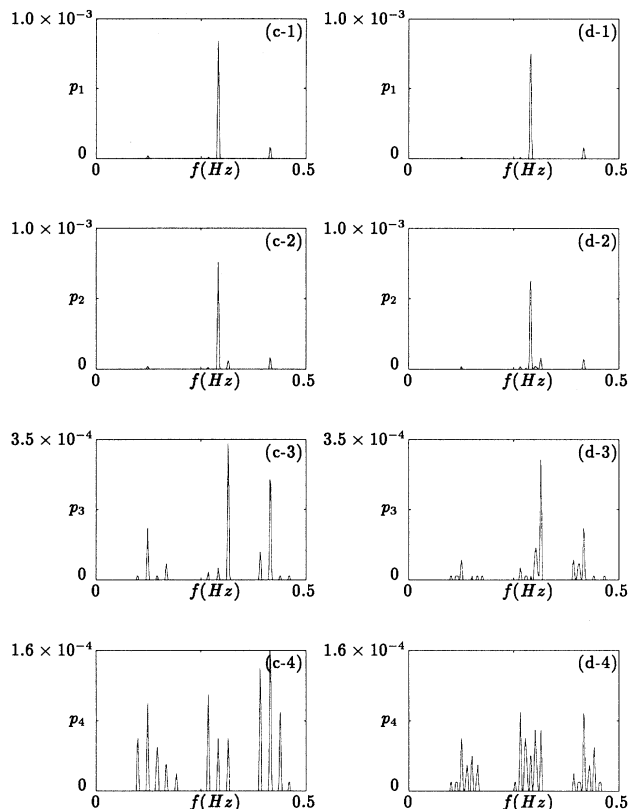 1.0 × 10⁻³ (c-1)
p₁
0
0 f(Hz) 0.5
1.0 × 10⁻³ (d-1)
p₁
0
0 f(Hz) 0.5
1.0 × 10⁻³ (c-2)
p₂
0
0 f(Hz) 0.5
1.0 × 10⁻³ (d-2)
p₂
0
0 f(Hz) 0.5
3.5 × 10⁻⁴ (c-3)
p₃
0
0 f(Hz) 0.5
3.5 × 10⁻⁴ (d-3)
p₃
0
0 f(Hz) 0.5
1.6 × 10⁻⁴ (c-4)
p₄
0
0 f(Hz) 0.5
1.6 × 10⁻⁴ (d-4)
p₄
0
0 f(Hz) 0.5